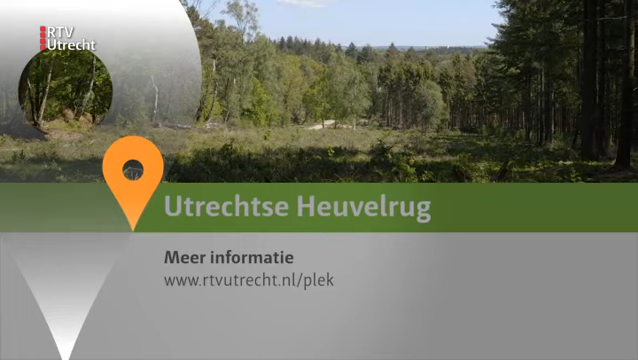 RTV
Utrecht
Utrechtse Heuvelrug
Meer informatie
www.rtvutrecht.nl/plek